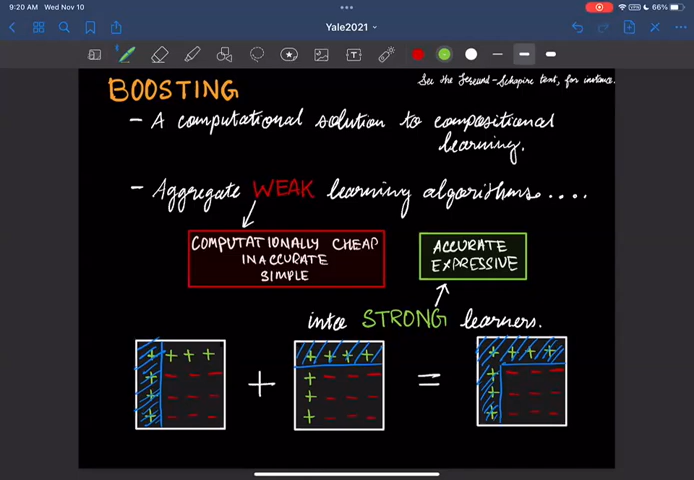 9:20 AM Wed Nov 10
66%
Yale2021
BOOSTING
See the Freund-Schapire text, for instance.
- A computational solution to compositional
learning.
- Aggregate WEAK learning algorithms....
COMPUTATIONALLY CHEAP
INACCURATE
SIMPLE
ACCURATE
EXPRESSIVE
into STRONG learners.
+ + + + + + + + + + + +
+ - - - + - - - + - - -
+ - - - + + - - - = + - - -
+ - - - + - - - + - - -